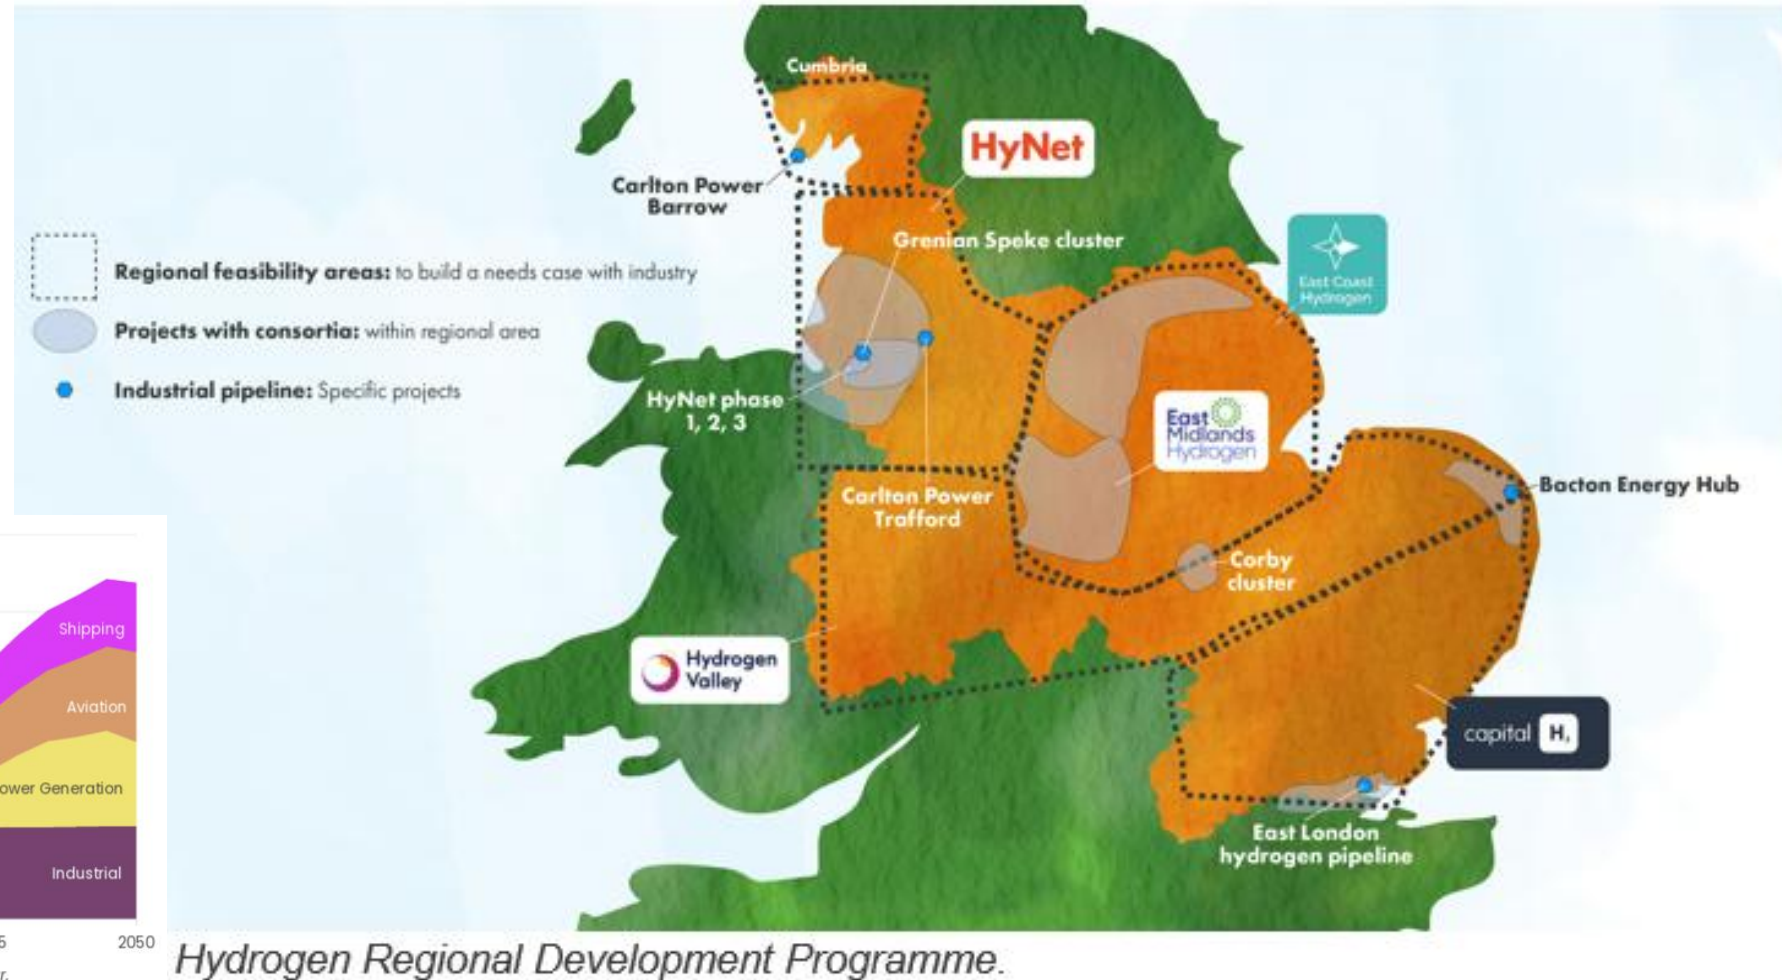 Cumbria
HyNet
Carlton Power
Barrow
Grenian Speke cluster
East Coast
Hydrogen
Regional feasibility areas: to build a needs case with industry
Projects with consortia: within regional area
Industrial pipeline: Specific projects
HyNet phase
1, 2, 3
East
Midlands
Hydrogen
Carlton Power
Trafford
Bacton Energy Hub
Corby
cluster
Hydrogen
Valley
capital H,
East London
hydrogen pipeline
Shipping
Aviation
ower Generation
Industrial
5
2050
r.
Hydrogen Regional Development Programme.